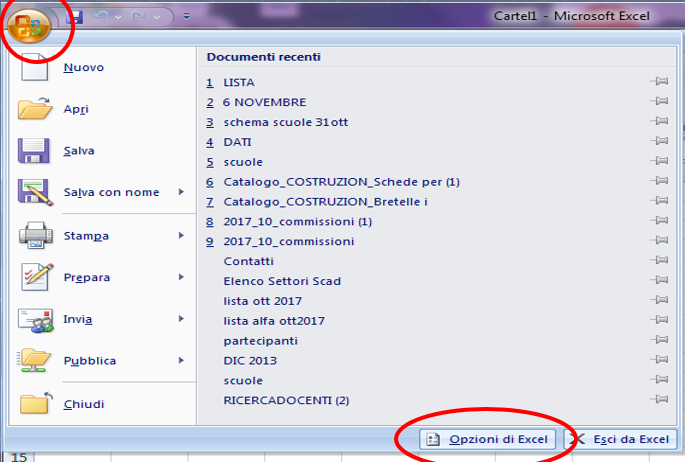 Cartel1 - Microsoft Excel
Documenti recenti
Nuovo
Apri
Salva
Salva con nome
Stampa
Prepara
Invia
Pubblica
Chiudi
1 LISTA
2 6 NOVEMBRE
3 schema scuole 31ott
4 DATI
5 scuole
6 Catalogo_COSTRUZION_Schede per (1)
7 Catalogo_COSTRUZION_Bretelle i
8 2017_10_commissioni (1)
9 2017_10_commissioni
Contatti
Elenco Settori Scad
lista ott 2017
lista alfa ott2017
partecipanti
DIC 2013
scuole
RICERCADOCENTI (2)
Opzioni di Excel
Esci da Excel
15